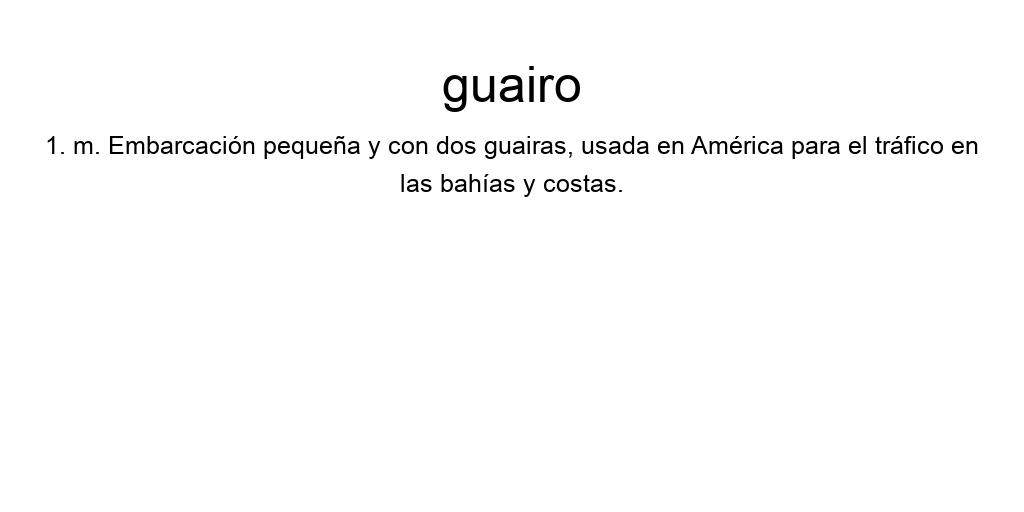 guairo
1. m. Embarcación pequeña y con dos guairas, usada en América para el tráfico en
las bahías y costas.